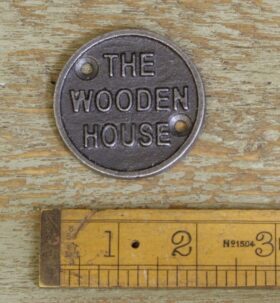 THE
WOODEN
HOUSE
1 2 Nº1504 3